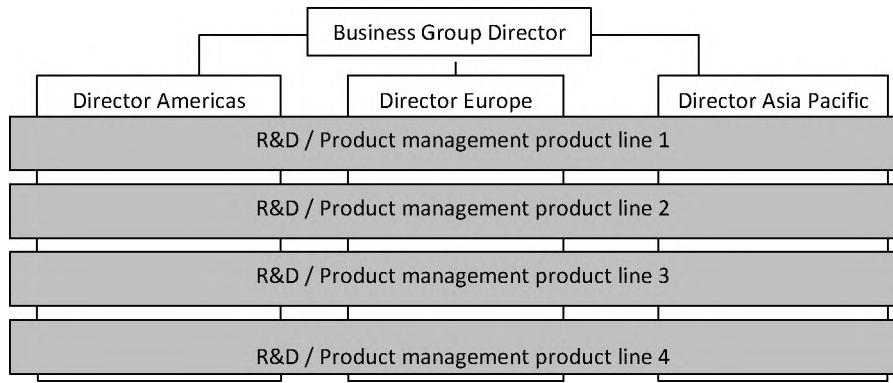 Business Group Director
Director Americas
Director Europe
Director Asia Pacific
R&D / Product management product line 1
R&D / Product management product line 2
R&D / Product management product line 3
R&D / Product management product line 4